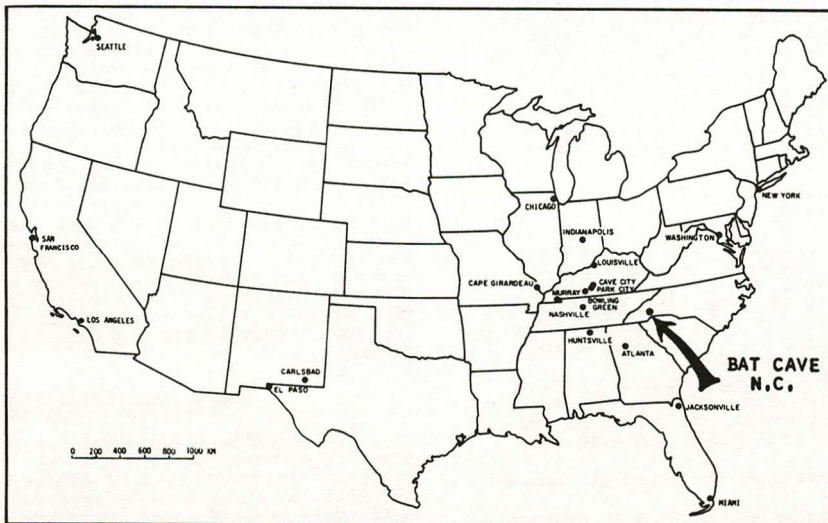 SEATTLE
NEW YORK
CHICAGO
INDIANAPOLIS
WASHINGTON
SAN
FRANCISCO
LOUISVILLE
CAPE GIRARDEAU
CAVE CITY
MURRAY
PARK CITY
BOWLING
GREEN
NASHVILLE
LOS ANGELES
HUNTSVILLE
ATLANTA
BAT CAVE
N.C.
CARLSBAD
EL PASO
JACKSONVILLE
0 200 400 600 800 1000 KM
MIAMI